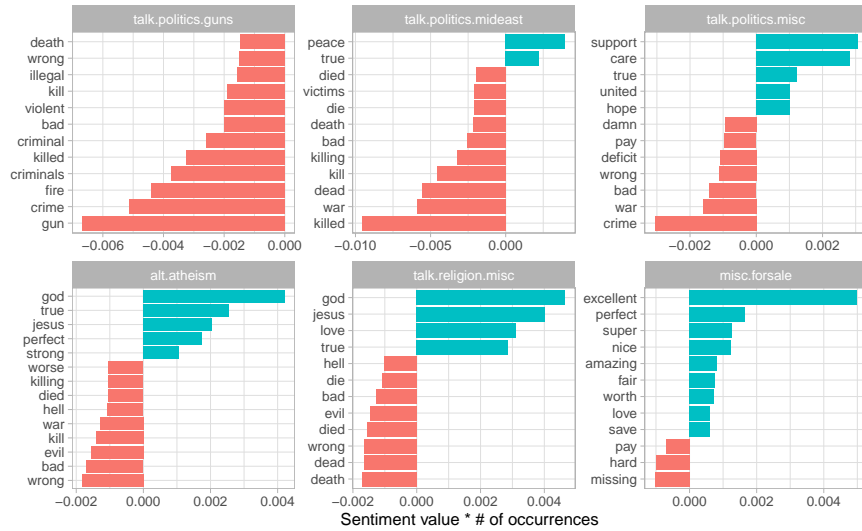 talk.politics.guns
death
wrong
illegal
kill
violent
bad
criminal
killed
criminals
fire
crime
gun
−0.006 −0.004 −0.002 0.000
talk.politics.mideast
peace
true
died
victims
die
death
bad
killing
kill
dead
war
killed
−0.010 −0.005 0.000
talk.politics.misc
support
care
true
united
hope
damn
pay
deficit
wrong
bad
war
crime
−0.002 0.000 0.002
alt.atheism
god
true
jesus
perfect
strong
worse
killing
died
hell
war
kill
evil
bad
wrong
−0.002 0.000 0.002 0.004
talk.religion.misc
god
jesus
love
true
hell
die
bad
evil
died
wrong
dead
death
−0.002 0.000 0.002 0.004
misc.forsale
excellent
perfect
super
nice
amazing
fair
worth
love
save
pay
hard
missing
0.000 0.002 0.004
Sentiment value * # of occurrences